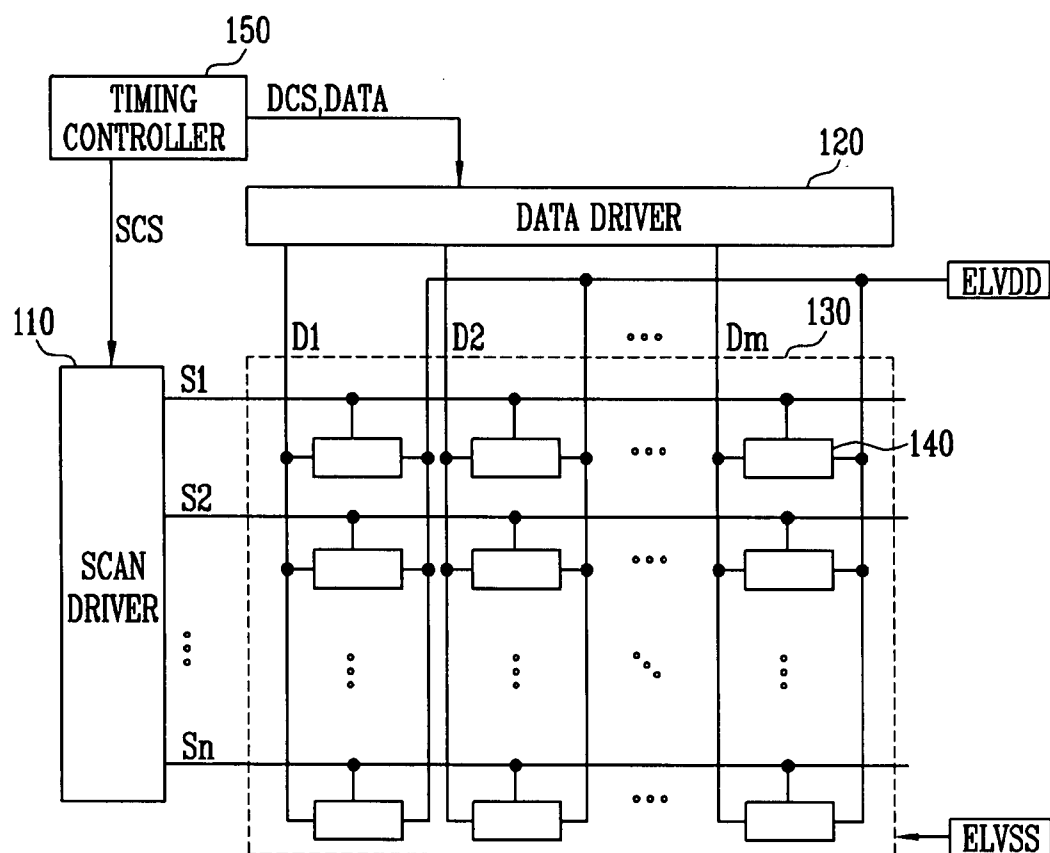 150
TIMING
CONTROLLER
DCS,DATA
120
DATA DRIVER
SCS
ELVDD
110
D1
D2
Dm
130
S1
140
S2
SCAN
DRIVER
Sn
ELVSS